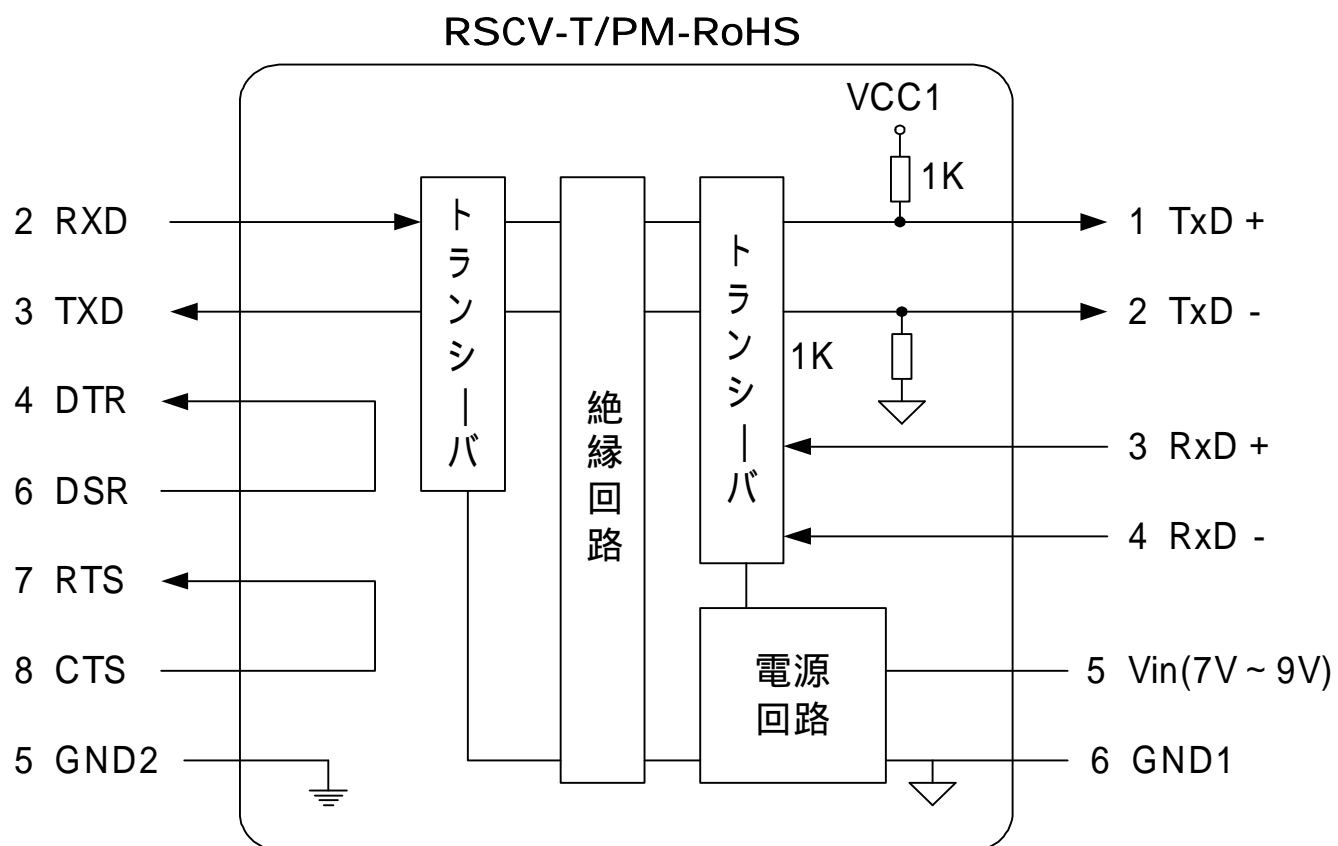 RSCV-T/PM-RoHS
VCC1
1K
2 RXD
トランシーバ
1 TxD +
3 TXD
トランシーバ
2 TxD -
1K
4 DTR
絶縁回路
3 RxD +
6 DSR
4 RxD -
7 RTS
8 CTS
電源
回路
5 Vin(7V ~ 9V)
5 GND2
6 GND1